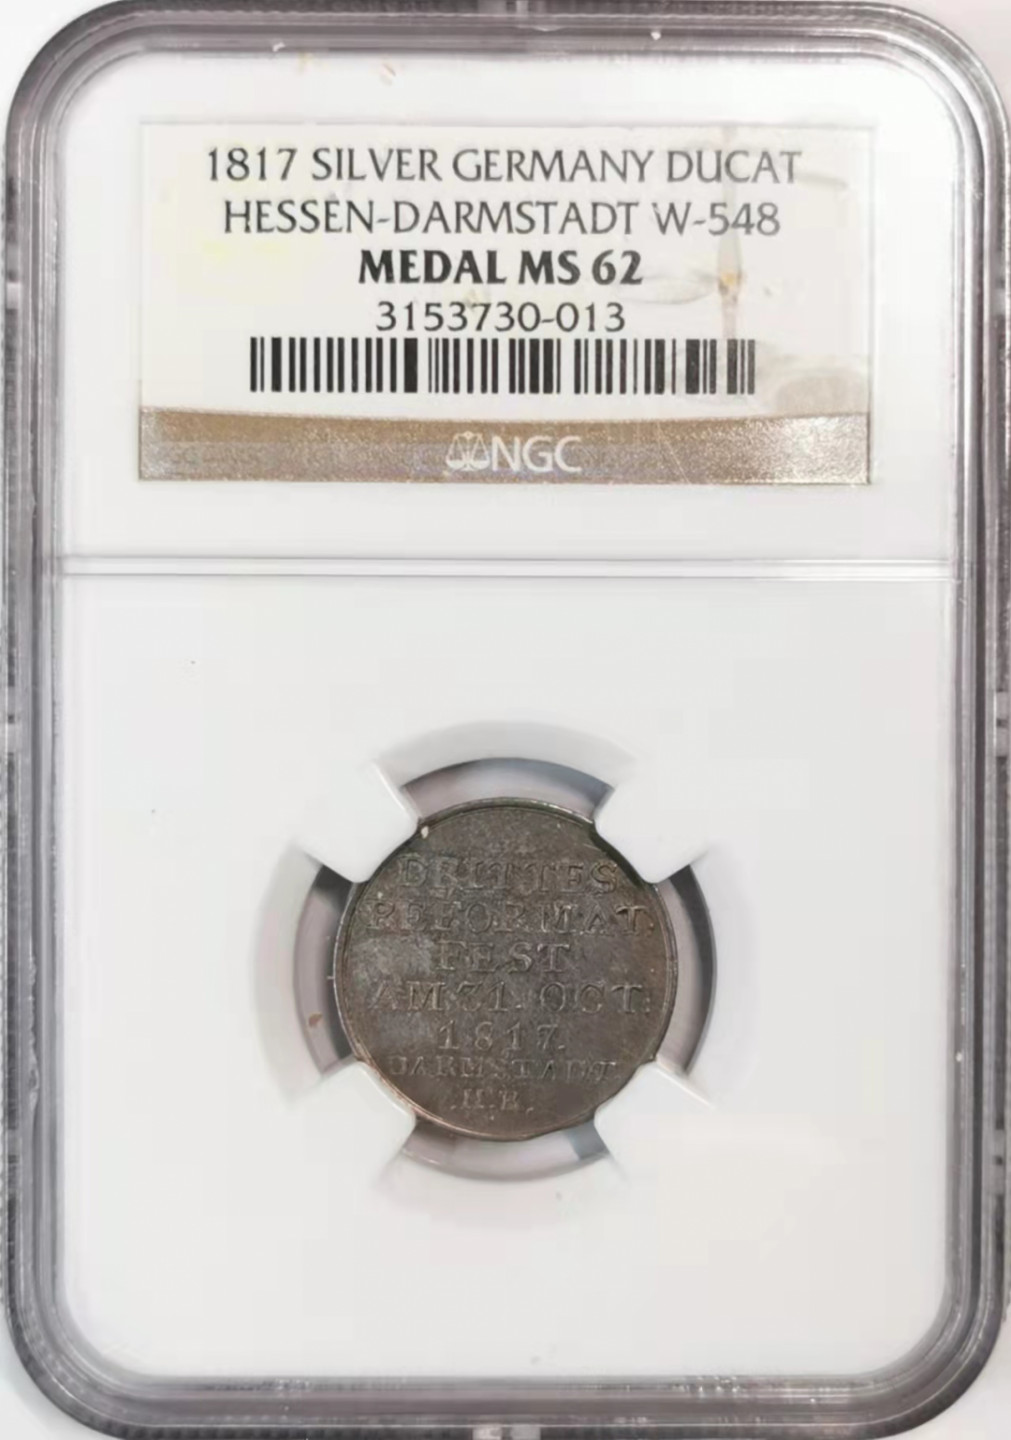 1817 SILVER GERMANY DUCAT
HESSEN-DARMSTADT W-548
MEDAL MS 62
3153730-013
NGC
DRITTES
REFORMAT.
FEST
AM 31. OCT.
1817.
DARMSTADT.
H.B.